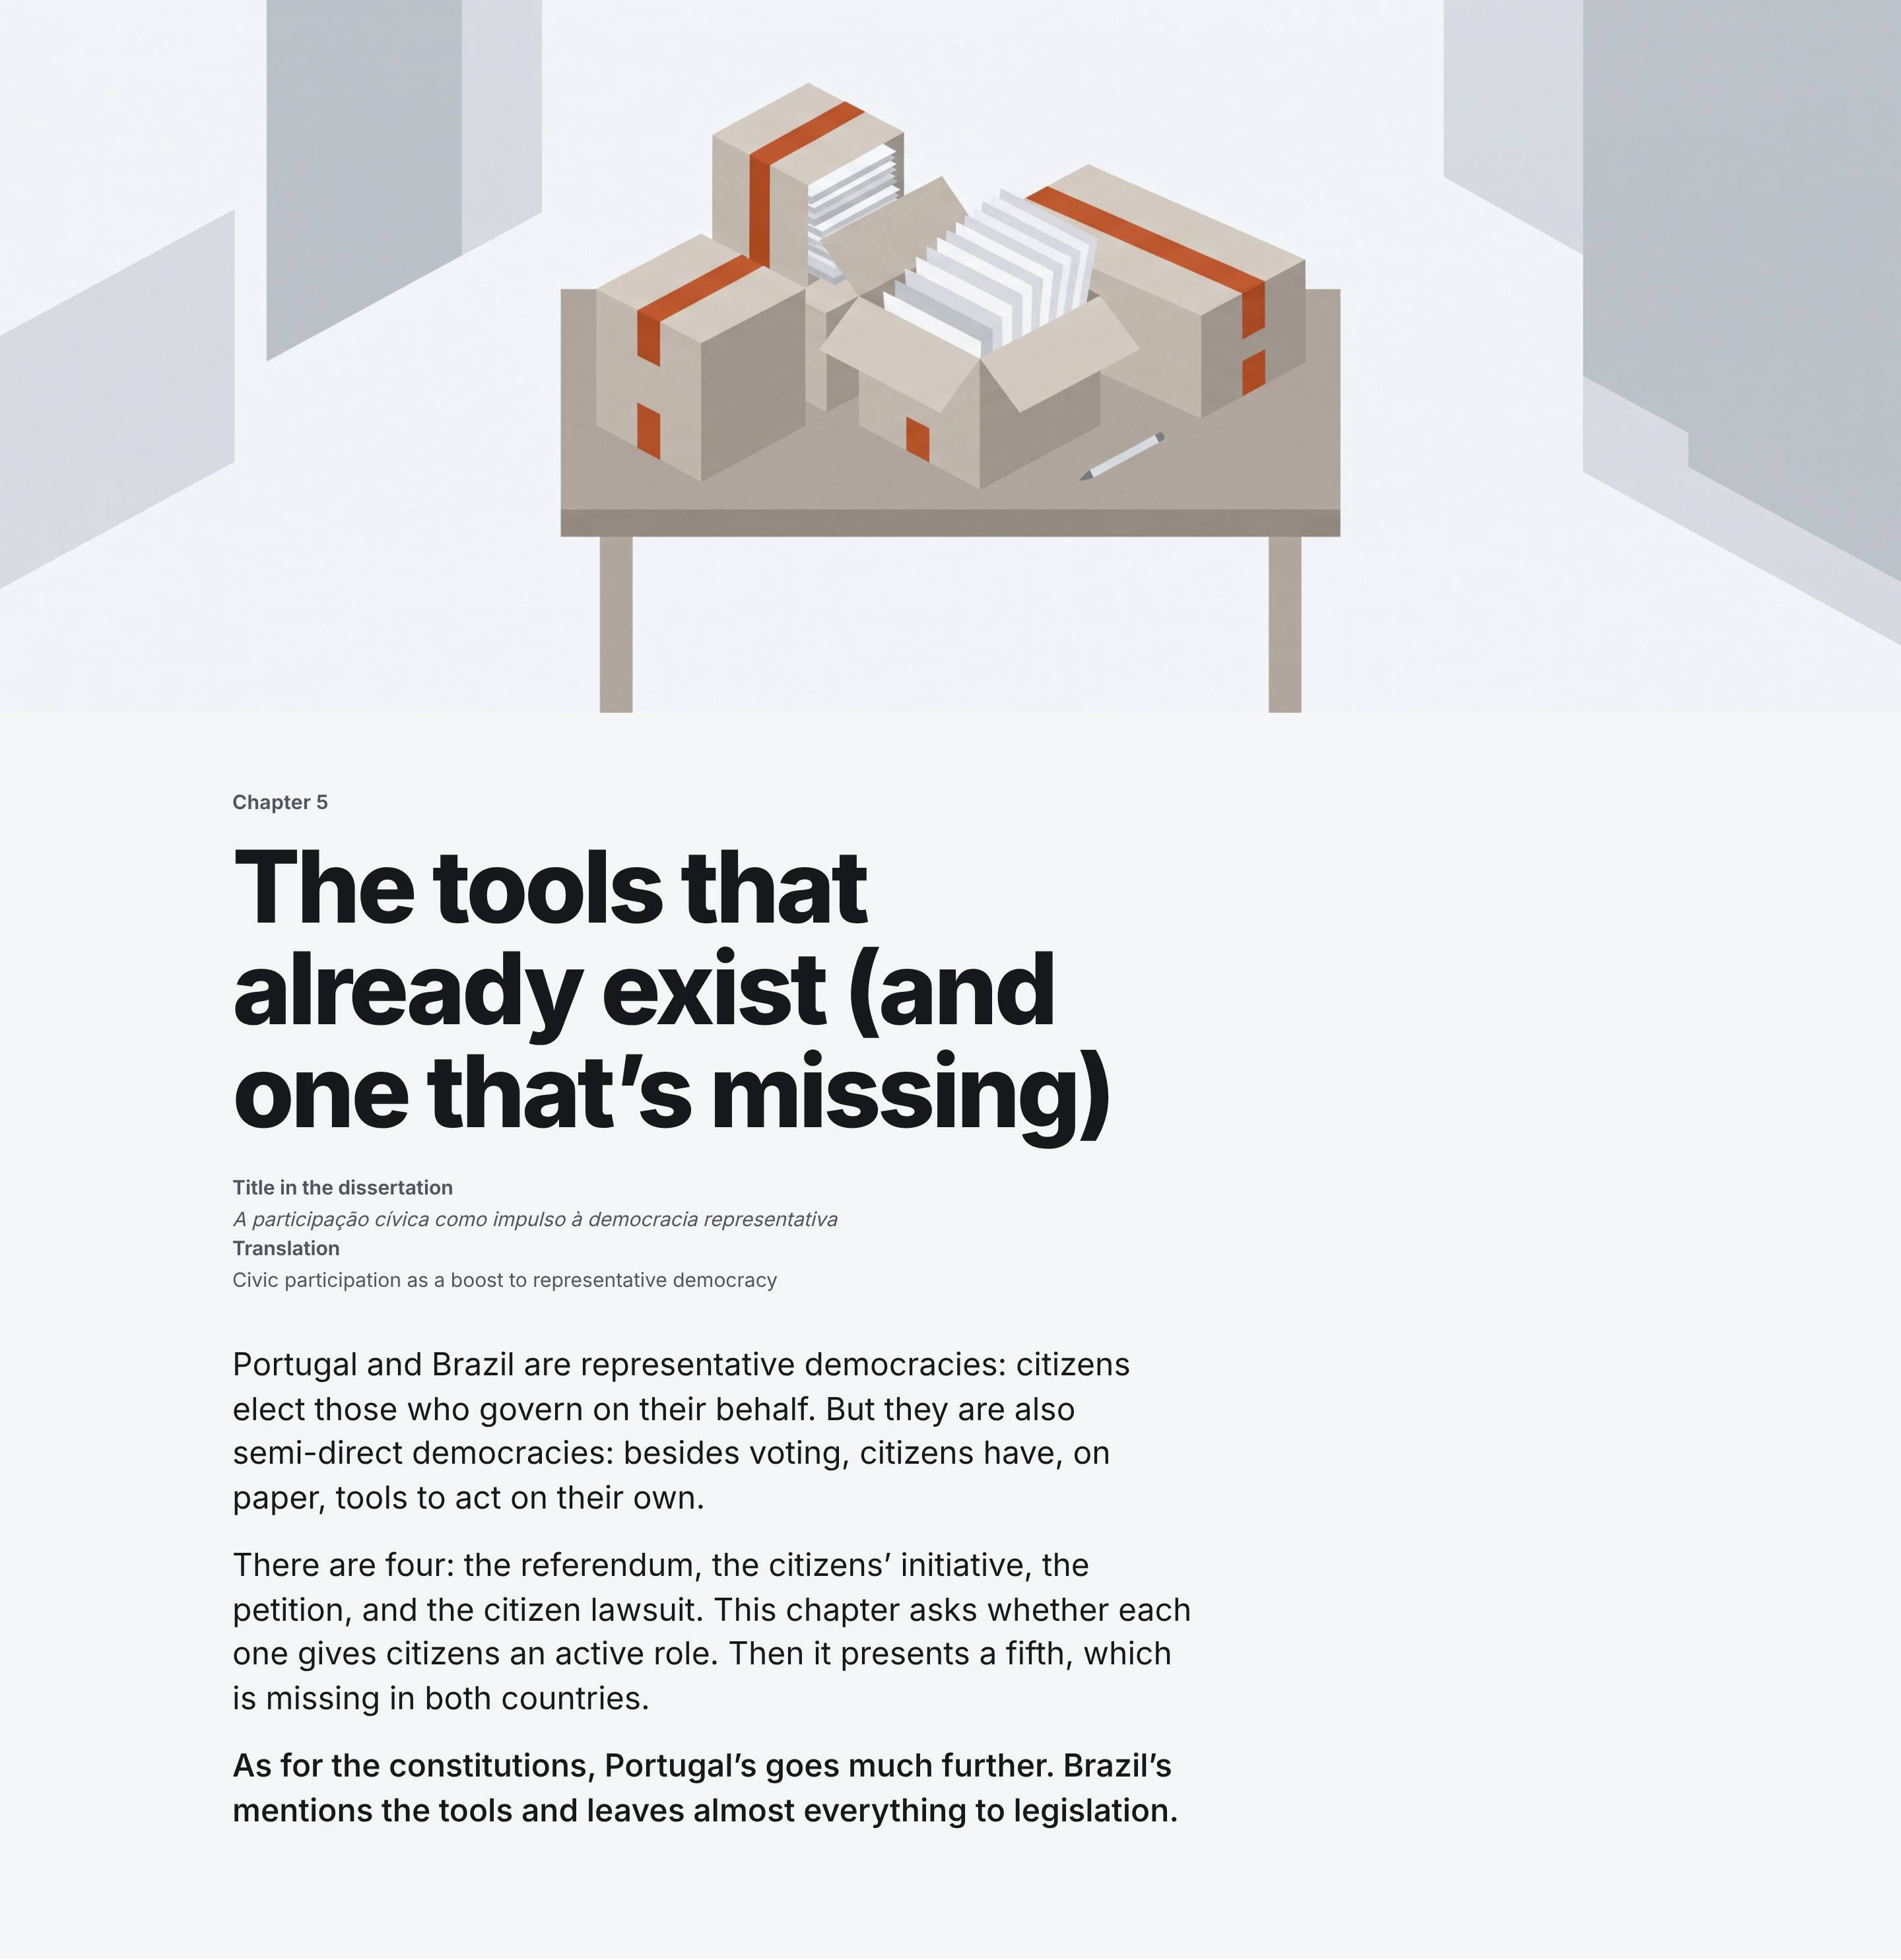 Chapter 5
The tools that
already exist (and
one that’s missing)
Title in the dissertation
A participação cívica como impulso à democracia representativa
Translation
Civic participation as a boost to representative democracy
Portugal and Brazil are representative democracies: citizens
elect those who govern on their behalf. But they are also
semi-direct democracies: besides voting, citizens have, on
paper, tools to act on their own.
There are four: the referendum, the citizens’ initiative, the
petition, and the citizen lawsuit. This chapter asks whether each
one gives citizens an active role. Then it presents a fifth, which
is missing in both countries.
As for the constitutions, Portugal’s goes much further. Brazil’s
mentions the tools and leaves almost everything to legislation.